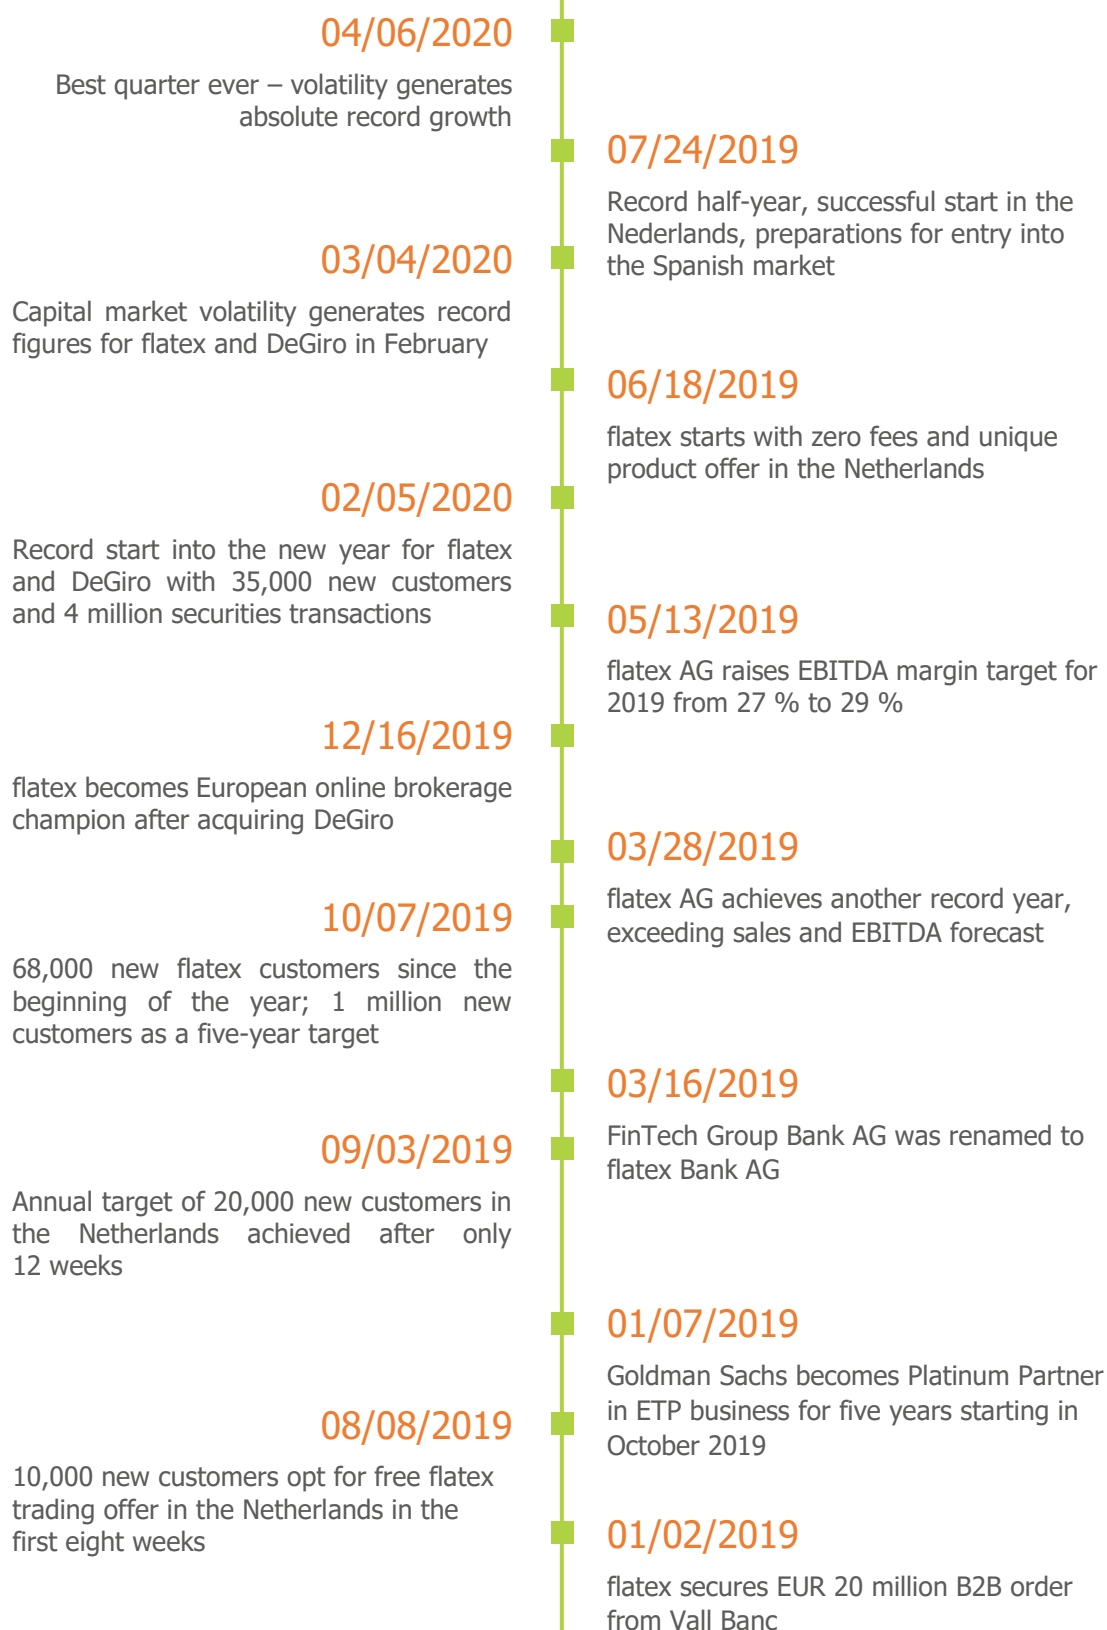 04/06/2020
Best quarter ever – volatility generates
absolute record growth
03/04/2020
Capital market volatility generates record
figures for flatex and DeGiro in February
02/05/2020
Record start into the new year for flatex
and DeGiro with 35,000 new customers
and 4 million securities transactions
12/16/2019
flatex becomes European online brokerage
champion after acquiring DeGiro
10/07/2019
68,000 new flatex customers since the
beginning of the year; 1 million new
customers as a five-year target
09/03/2019
Annual target of 20,000 new customers in
the Netherlands achieved after only
12 weeks
08/08/2019
10,000 new customers opt for free flatex
trading offer in the Netherlands in the
first eight weeks
07/24/2019
Record half-year, successful start in the
Nederlands, preparations for entry into
the Spanish market
06/18/2019
flatex starts with zero fees and unique
product offer in the Netherlands
05/13/2019
flatex AG raises EBITDA margin target for
2019 from 27 % to 29 %
03/28/2019
flatex AG achieves another record year,
exceeding sales and EBITDA forecast
03/16/2019
FinTech Group Bank AG was renamed to
flatex Bank AG
01/07/2019
Goldman Sachs becomes Platinum Partner
in ETP business for five years starting in
October 2019
01/02/2019
flatex secures EUR 20 million B2B order
from Vall Banc